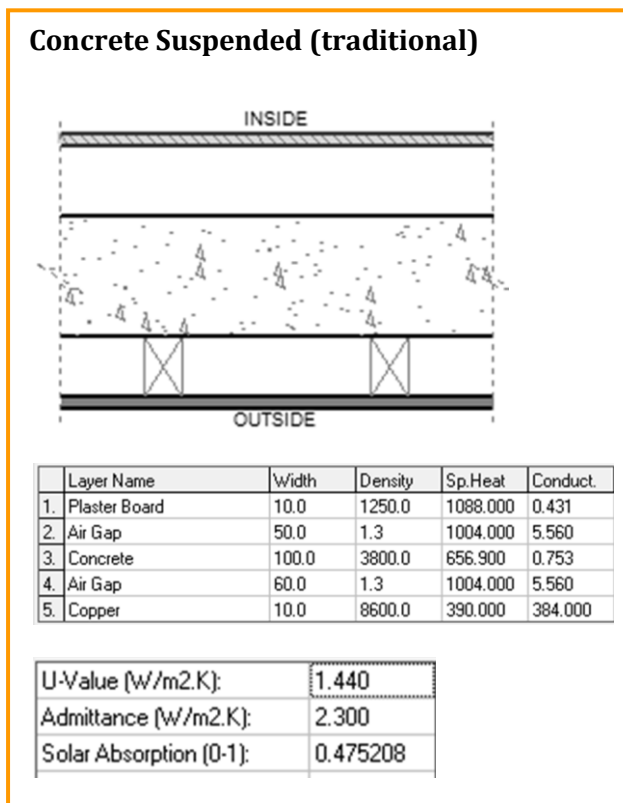 Concrete Suspended (traditional)
INSIDE
OUTSIDE
Layer Name Width Density Sp.Heat Conduct.
1. Plaster Board 10.0 1250.0 1088.000 0.431
2. Air Gap 50.0 1.3 1004.000 5.560
3. Concrete 100.0 3800.0 656.900 0.753
4. Air Gap 60.0 1.3 1004.000 5.560
5. Copper 10.0 8600.0 390.000 384.000
U-Value (W/m2.K): 1.440
Admittance (W/m2.K): 2.300
Solar Absorption (0-1): 0.475208